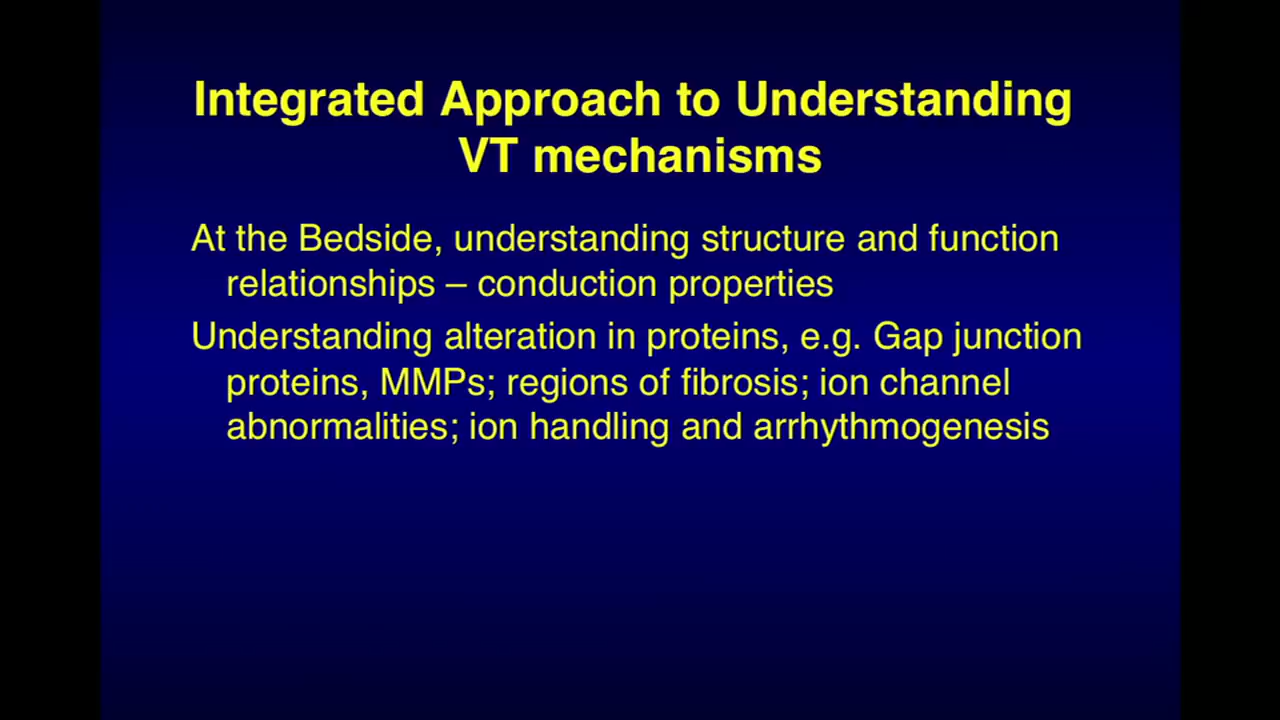 Integrated Approach to Understanding
VT mechanisms
At the Bedside, understanding structure and function
relationships – conduction properties
Understanding alteration in proteins, e.g. Gap junction
proteins, MMPs; regions of fibrosis; ion channel
abnormalities; ion handling and arrhythmogenesis